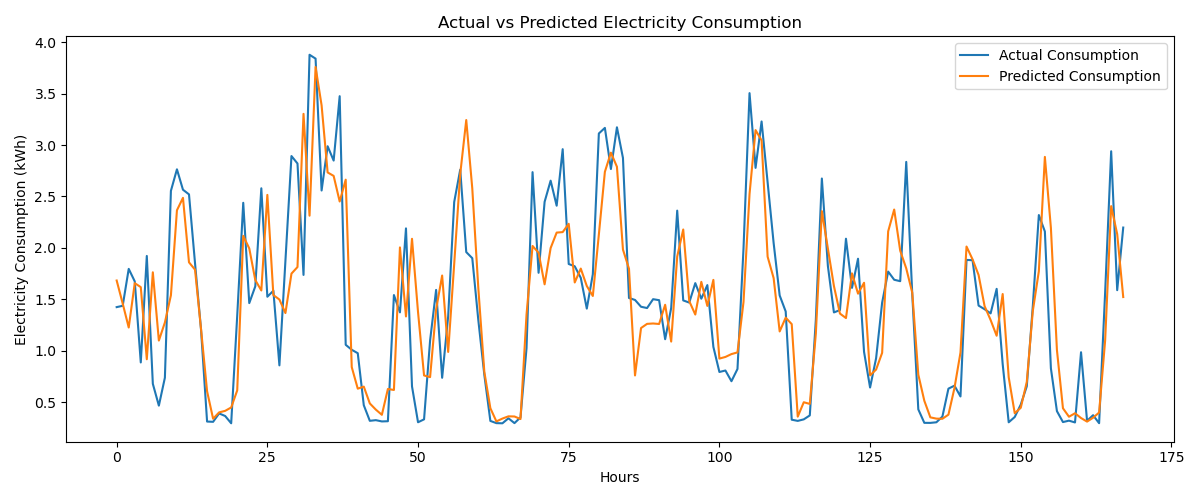 Actual vs Predicted Electricity Consumption
Actual Consumption
Predicted Consumption
Electricity Consumption (kWh)
4.0
3.5
3.0
2.5
2.0
1.5
1.0
0.5
0 25 50 75 100 125 150 175
Hours